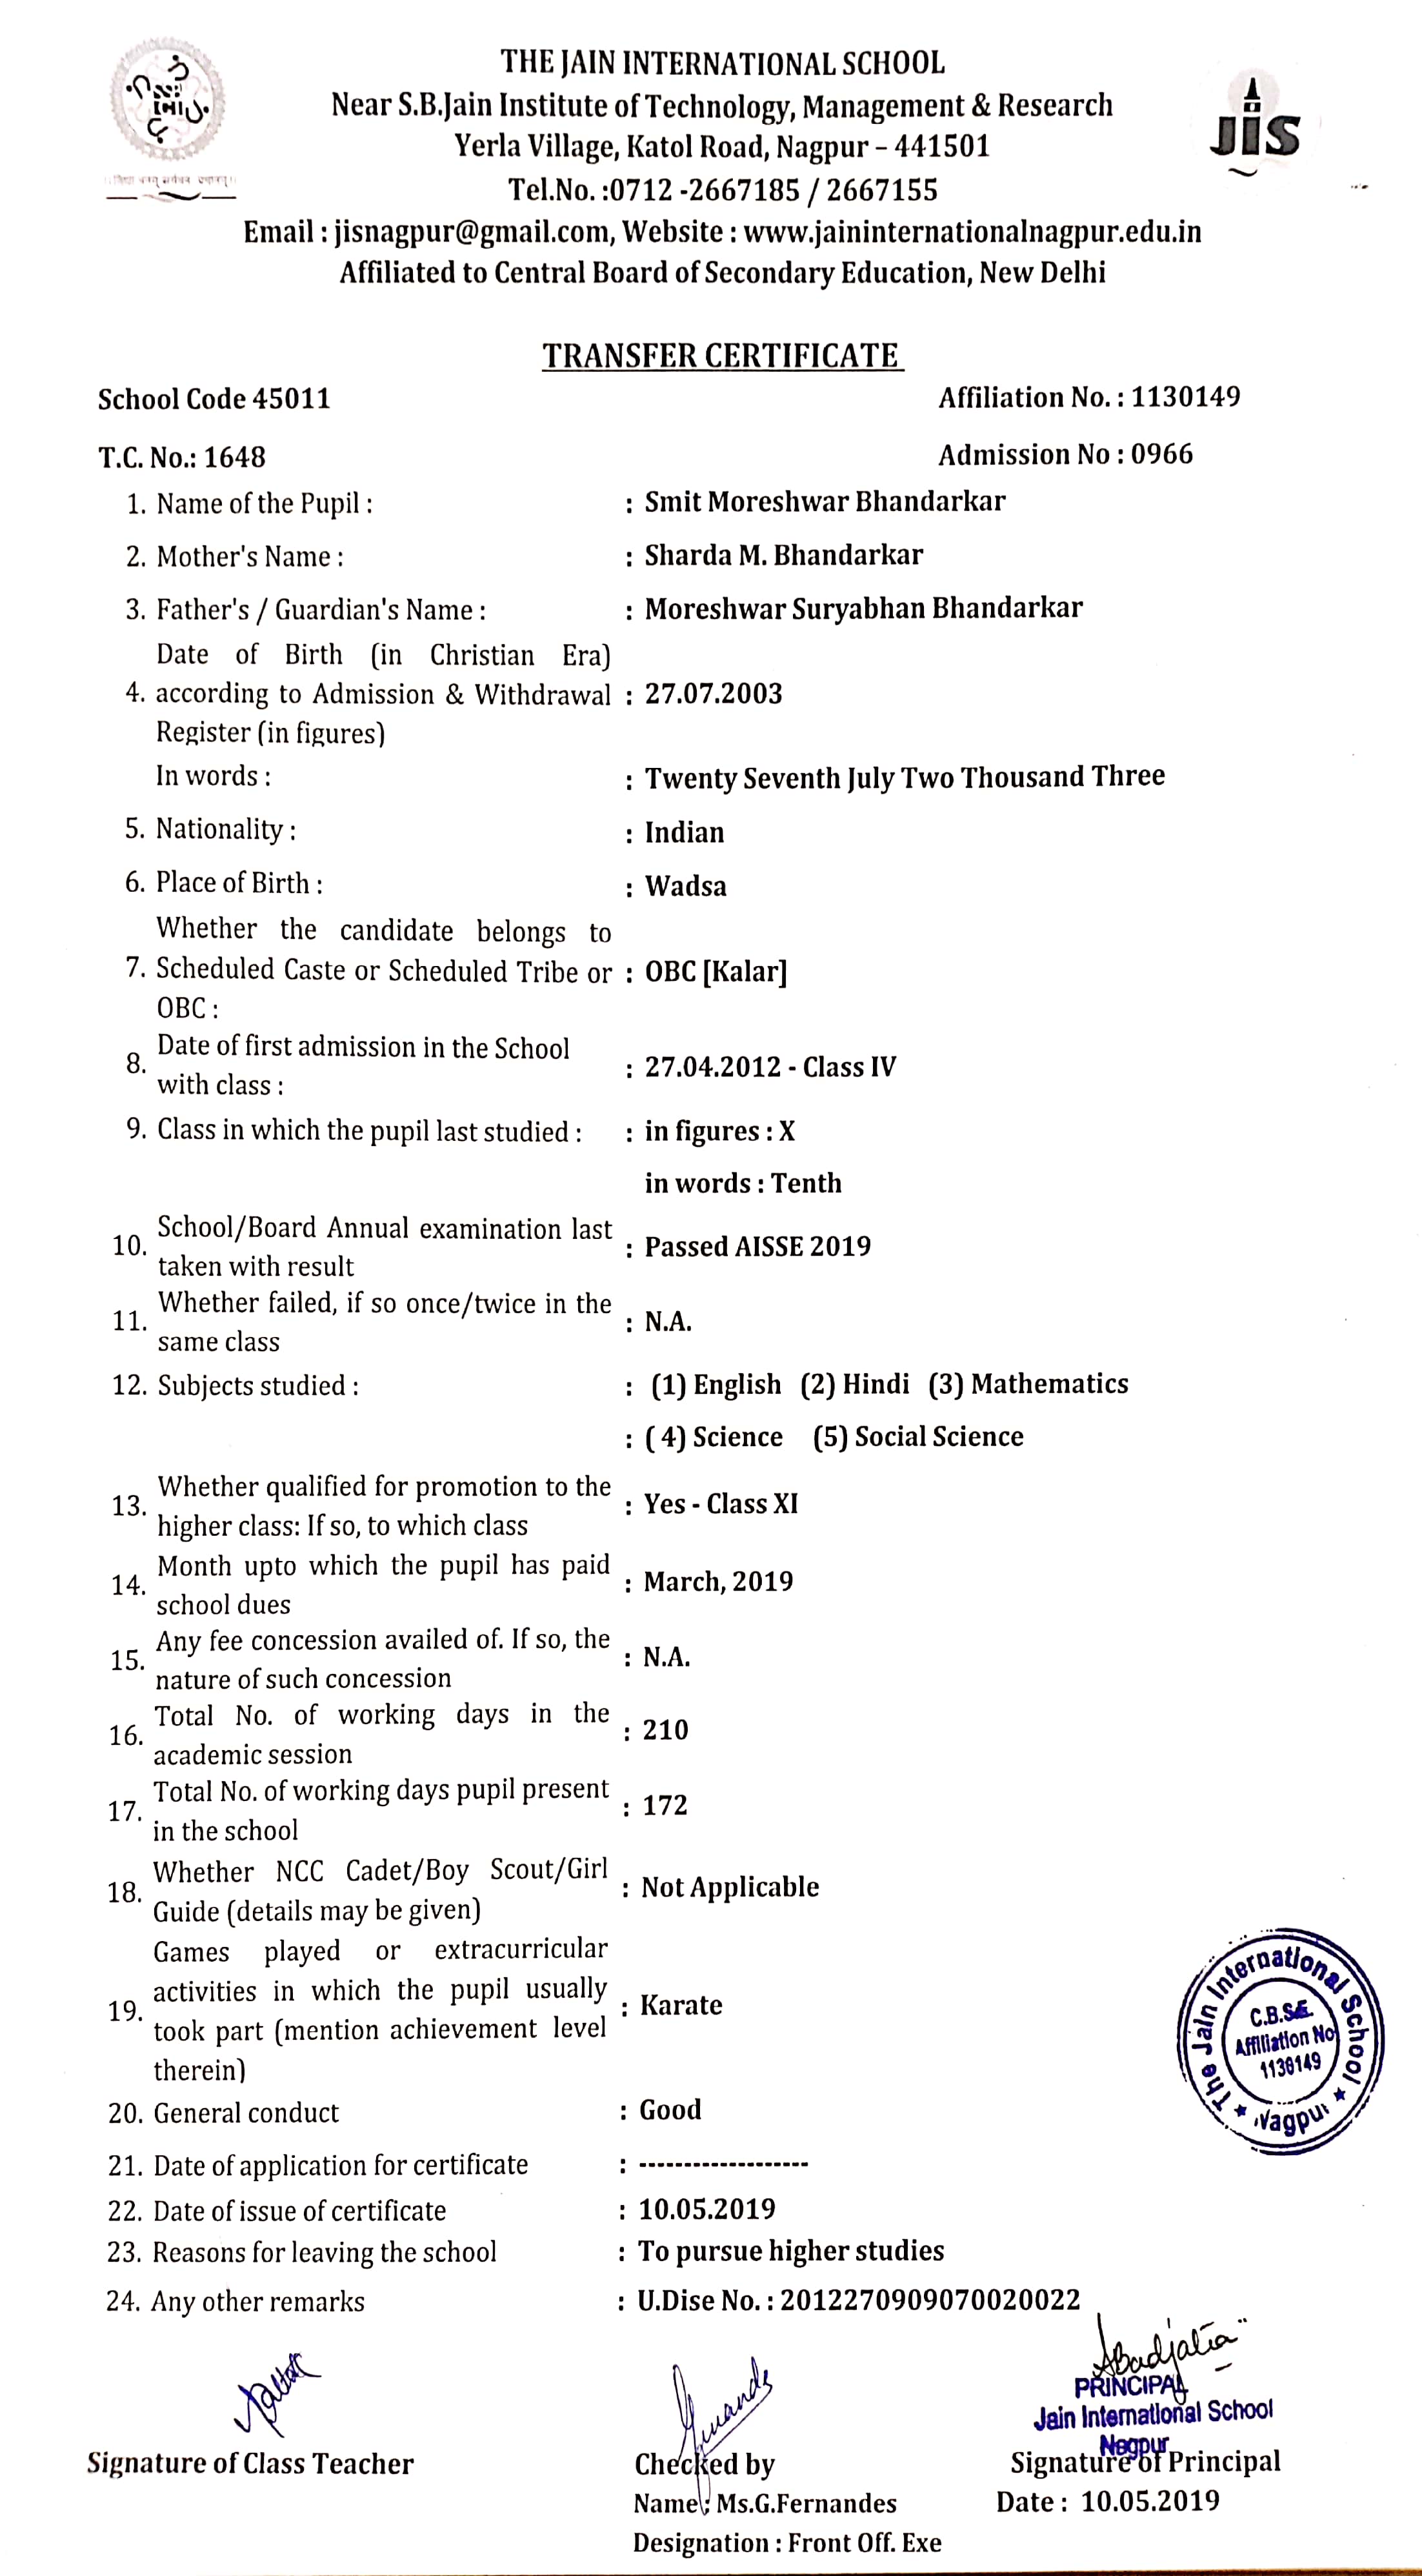 THE JAIN INTERNATIONAL SCHOOL
Near S.B.Jain Institute of Technology, Management & Research
Yerla Village, Katol Road, Nagpur – 441501
JIS
Tel.No. :0712 -2667185 / 2667155
Email : jisnagpur@gmail.com, Website : www.jaininternationalnagpur.edu.in
Affiliated to Central Board of Secondary Education, New Delhi
TRANSFER CERTIFICATE
School Code 45011 Affiliation No. : 1130149
T.C. No.: 1648 Admission No : 0966
1. Name of the Pupil : : Smit Moreshwar Bhandarkar
2. Mother's Name : : Sharda M. Bhandarkar
3. Father's / Guardian's Name : : Moreshwar Suryabhan Bhandarkar
Date of Birth (in Christian Era)
4. according to Admission & Withdrawal : 27.07.2003
Register (in figures)
In words : : Twenty Seventh July Two Thousand Three
5. Nationality : : Indian
6. Place of Birth : : Wadsa
Whether the candidate belongs to
7. Scheduled Caste or Scheduled Tribe or : OBC [Kalar]
OBC :
8. Date of first admission in the School
with class : : 27.04.2012 - Class IV
9. Class in which the pupil last studied : : in figures : X
in words : Tenth
10. School/Board Annual examination last
taken with result : Passed AISSE 2019
11. Whether failed, if so once/twice in the
same class : N.A.
12. Subjects studied : : (1) English (2) Hindi (3) Mathematics
: ( 4) Science (5) Social Science
13. Whether qualified for promotion to the
higher class: If so, to which class : Yes - Class XI
14. Month upto which the pupil has paid
school dues : March, 2019
15. Any fee concession availed of. If so, the
nature of such concession : N.A.
16. Total No. of working days in the
academic session : 210
17. Total No. of working days pupil present
in the school : 172
18. Whether NCC Cadet/Boy Scout/Girl
Guide (details may be given) : Not Applicable
Games played or extracurricular
activities in which the pupil usually
19. took part (mention achievement level : Karate
therein)
The Jain International School
★ Nagpur ★
C.B.S.E.
Affiliation No
1130149
20. General conduct : Good
21. Date of application for certificate : -------------------
22. Date of issue of certificate : 10.05.2019
23. Reasons for leaving the school : To pursue higher studies
24. Any other remarks : U.Dise No. : 2012270909070020022
PRINCIPAL
Jain International School
Nagpur
Signature of Class Teacher Checked by Signature of Principal
Name : Ms.G.Fernandes Date : 10.05.2019
Designation : Front Off. Exe